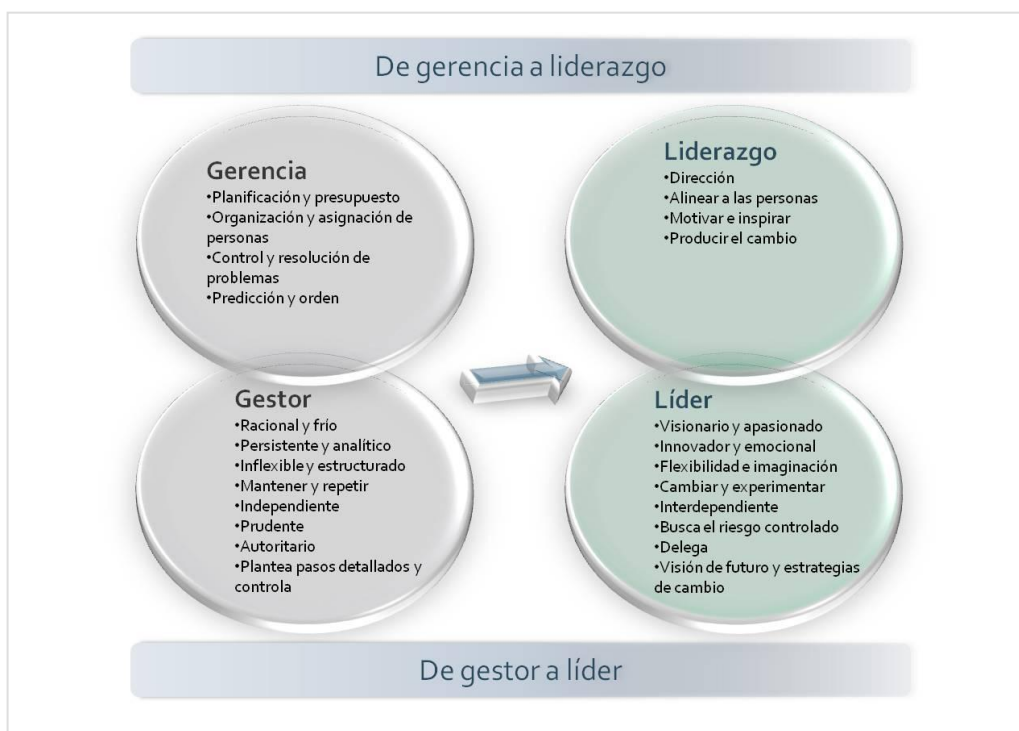 De gerencia a liderazgo
Gerencia
•Planificación y presupuesto
•Organización y asignación de
personas
•Control y resolución de
problemas
•Predicción y orden
Liderazgo
•Dirección
•Alinear a las personas
•Motivar e inspirar
•Producir el cambio
Gestor
•Racional y frío
•Persistente y analítico
•Inflexible y estructurado
•Mantener y repetir
•Independiente
•Prudente
•Autoritario
•Plantea pasos detallados y
controla
Líder
•Visionario y apasionado
•Innovador y emocional
•Flexibilidad e imaginación
•Cambiar y experimentar
•Interdependiente
•Busca el riesgo controlado
•Delega
•Visión de futuro y estrategias
de cambio
De gestor a líder